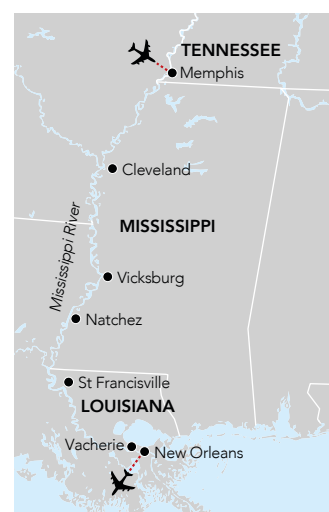 TENNESSEE
Memphis
Cleveland
MISSISSIPPI
Mississippi River
Vicksburg
Natchez
St Francisville
LOUISIANA
Vacherie
New Orleans